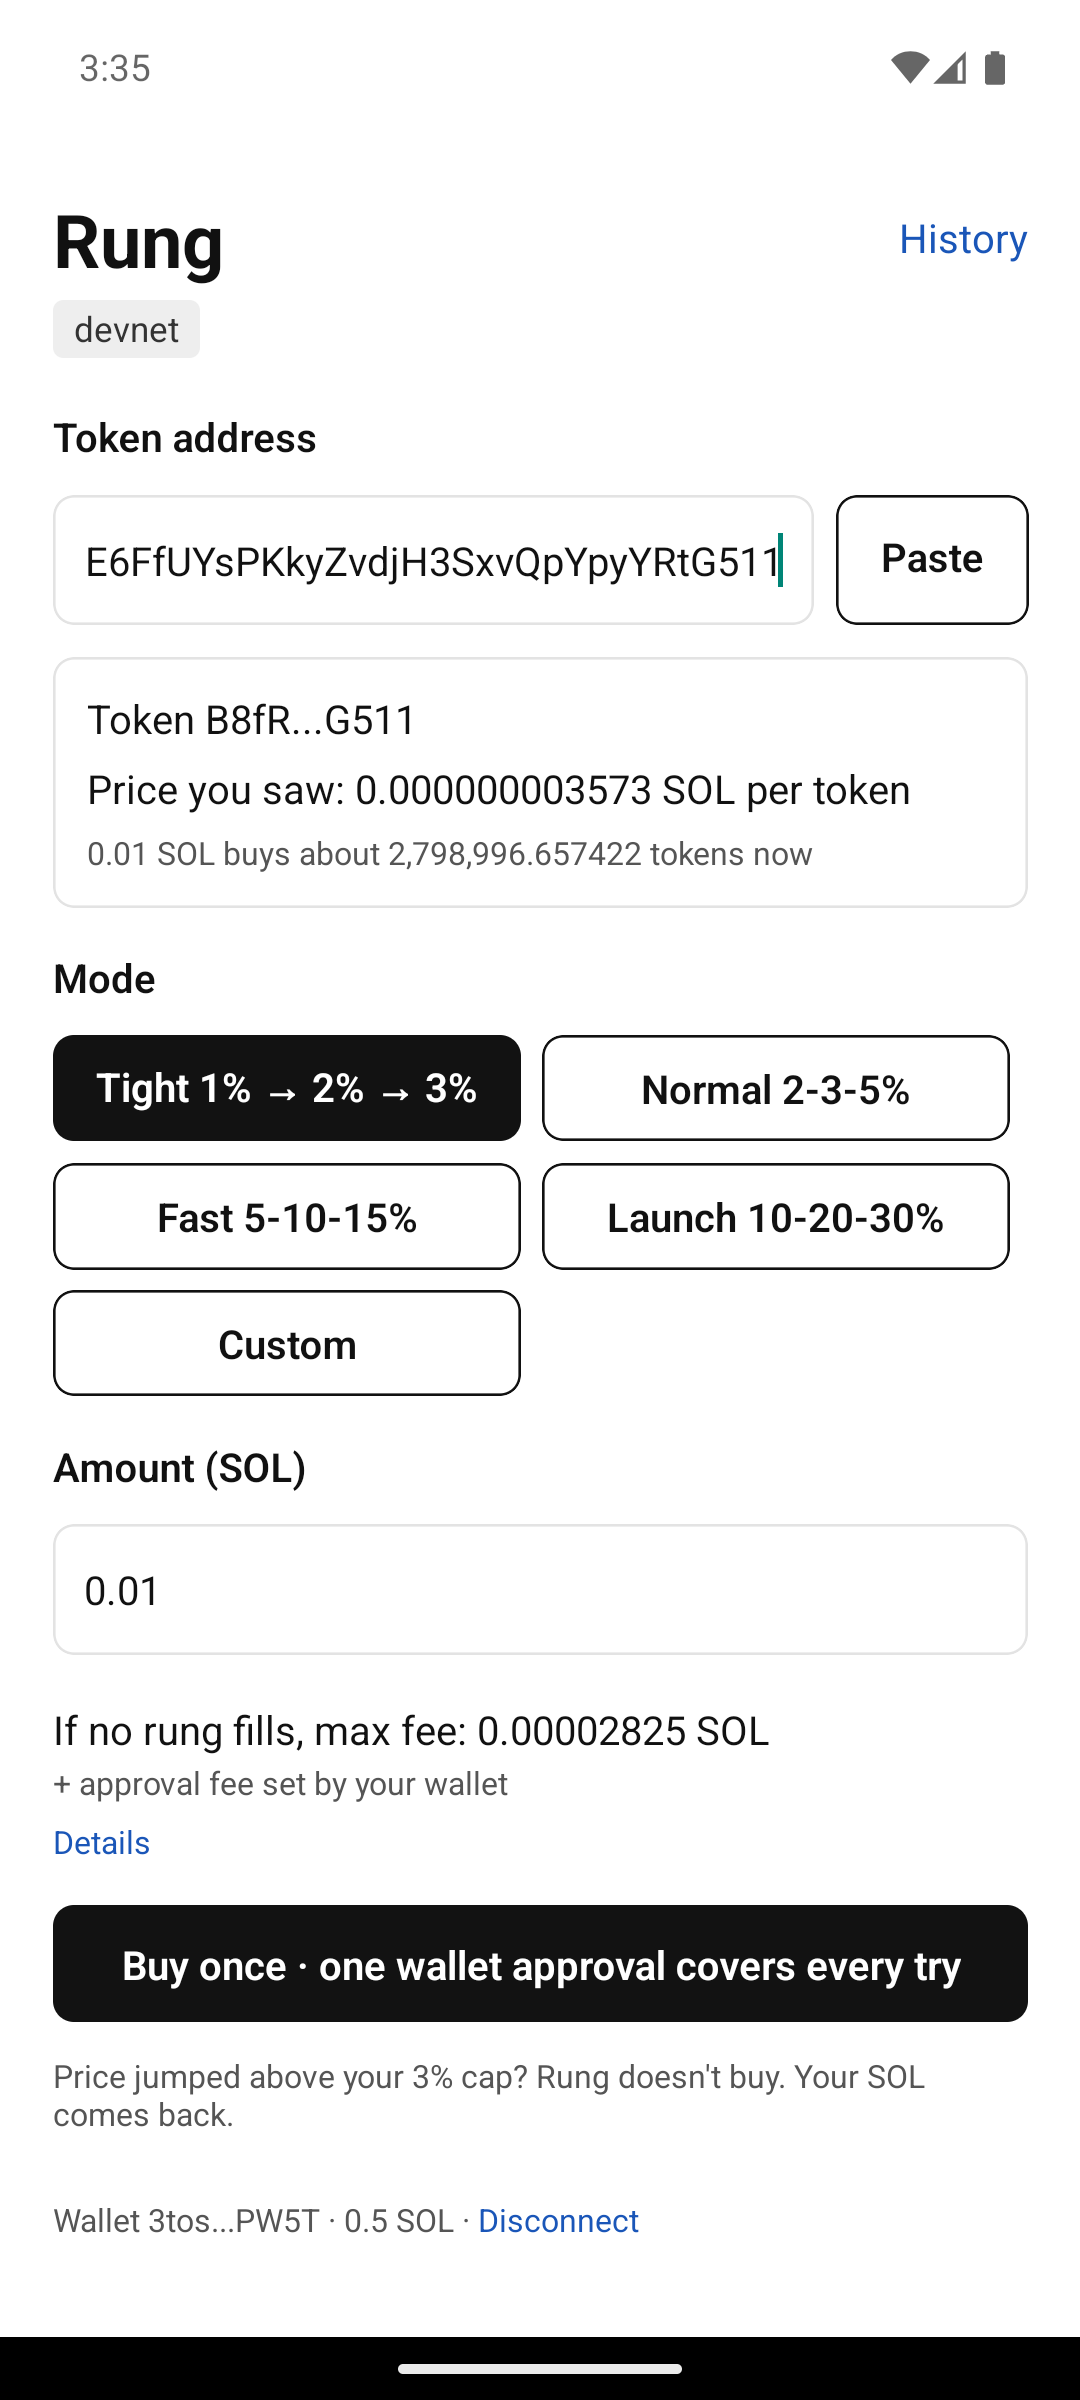 3:35
Rung
History
devnet
Token address
E6FfUYsPKkyZvdjH3SxvQpYpyYRtG511
Paste
Token B8fR...G511
Price you saw: 0.000000003573 SOL per token
0.01 SOL buys about 2,798,996.657422 tokens now
Mode
Tight 1% → 2% → 3%
Normal 2-3-5%
Fast 5-10-15%
Launch 10-20-30%
Custom
Amount (SOL)
0.01
If no rung fills, max fee: 0.00002825 SOL
+ approval fee set by your wallet
Details
Buy once · one wallet approval covers every try
Price jumped above your 3% cap? Rung doesn't buy. Your SOL
comes back.
Wallet 3tos...PW5T · 0.5 SOL · Disconnect